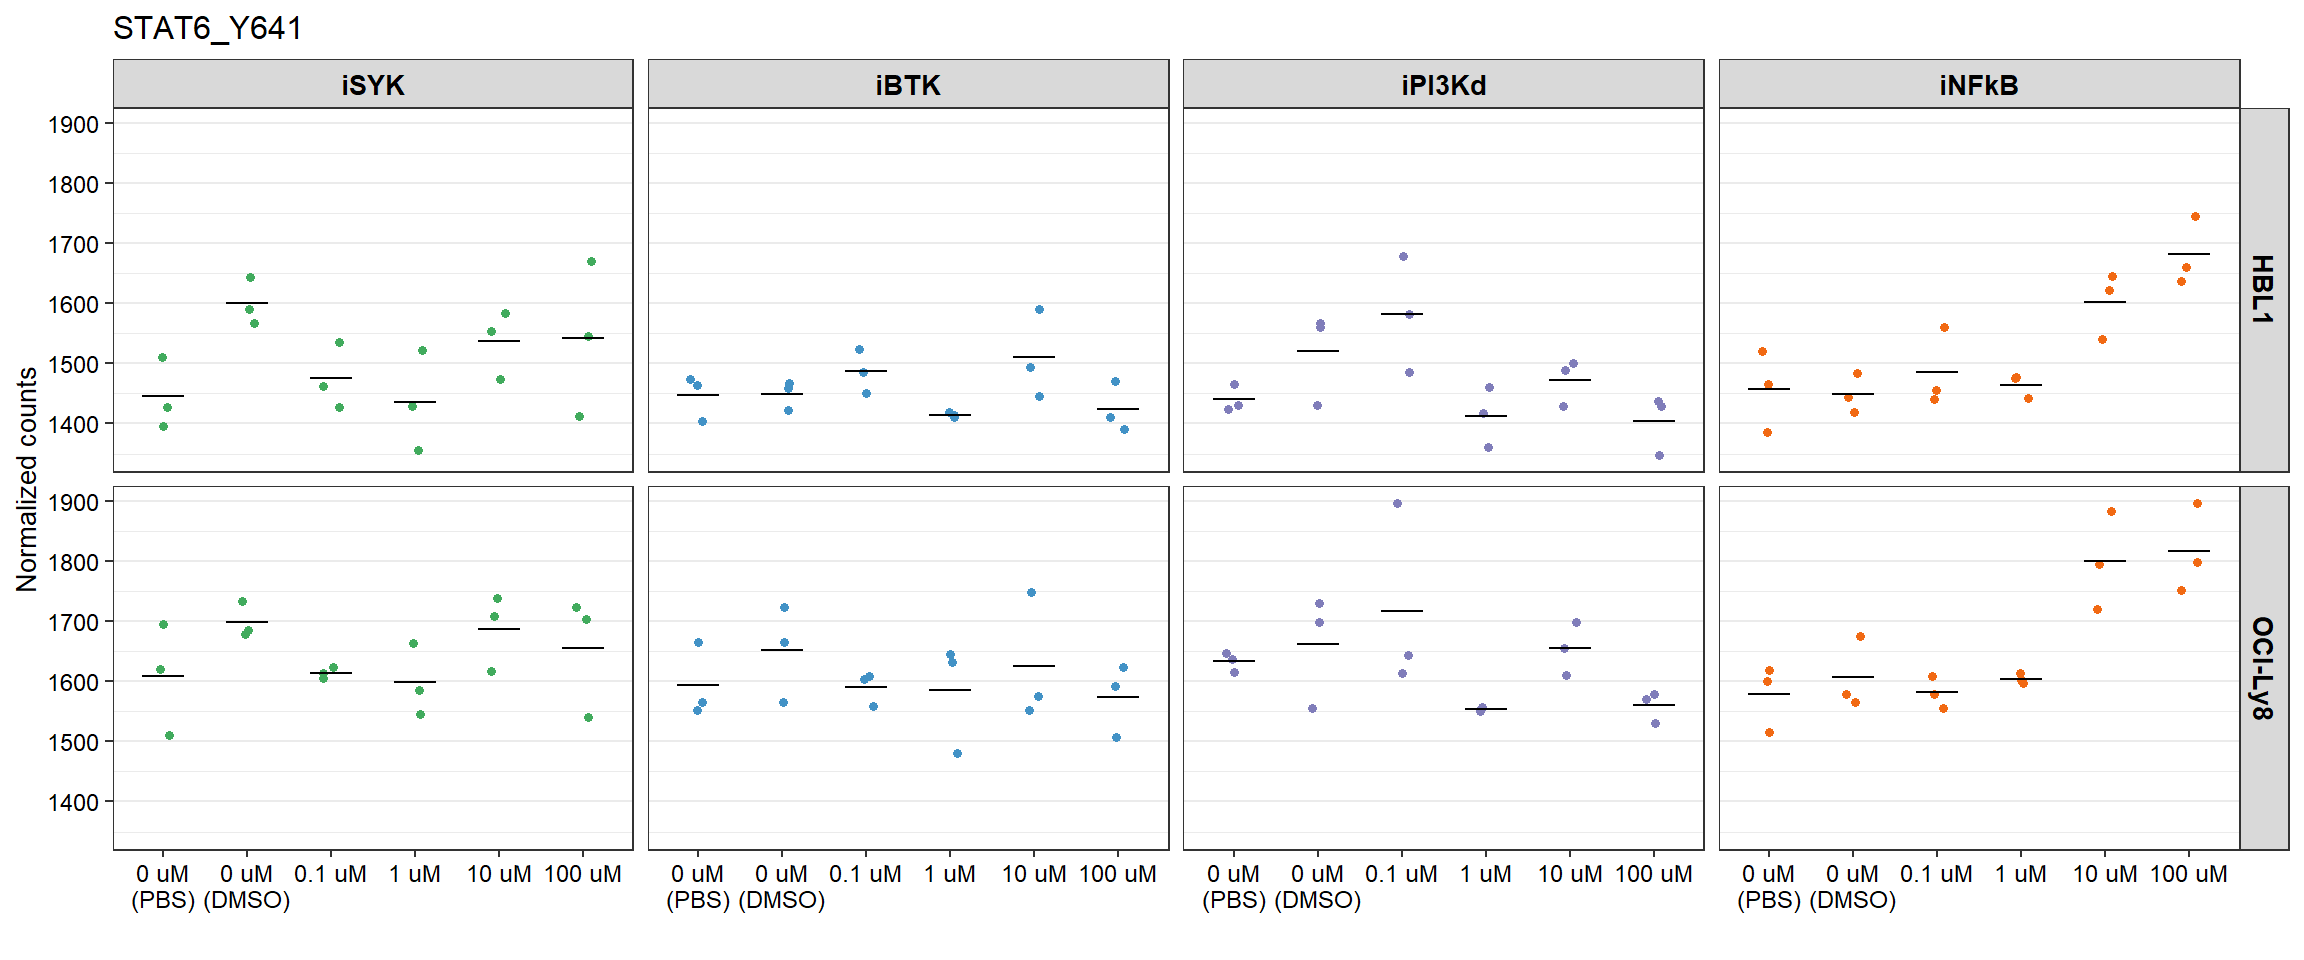 STAT6_Y641
iSYK iBTK iPI3Kd iNFkB
1900
1800
1700
1600
1500
1400
HBL1
Normalized counts
1900
1800
1700
1600
1500
1400
OCI-Ly8
0 uM 0 uM 0.1 uM 1 uM 10 uM 100 uM 0 uM 0 uM 0.1 uM 1 uM 10 uM 100 uM 0 uM 0 uM 0.1 uM 1 uM 10 uM 100 uM 0 uM 0 uM 0.1 uM 1 uM 10 uM 100 uM
(PBS) (DMSO) (PBS) (DMSO) (PBS) (DMSO) (PBS) (DMSO)